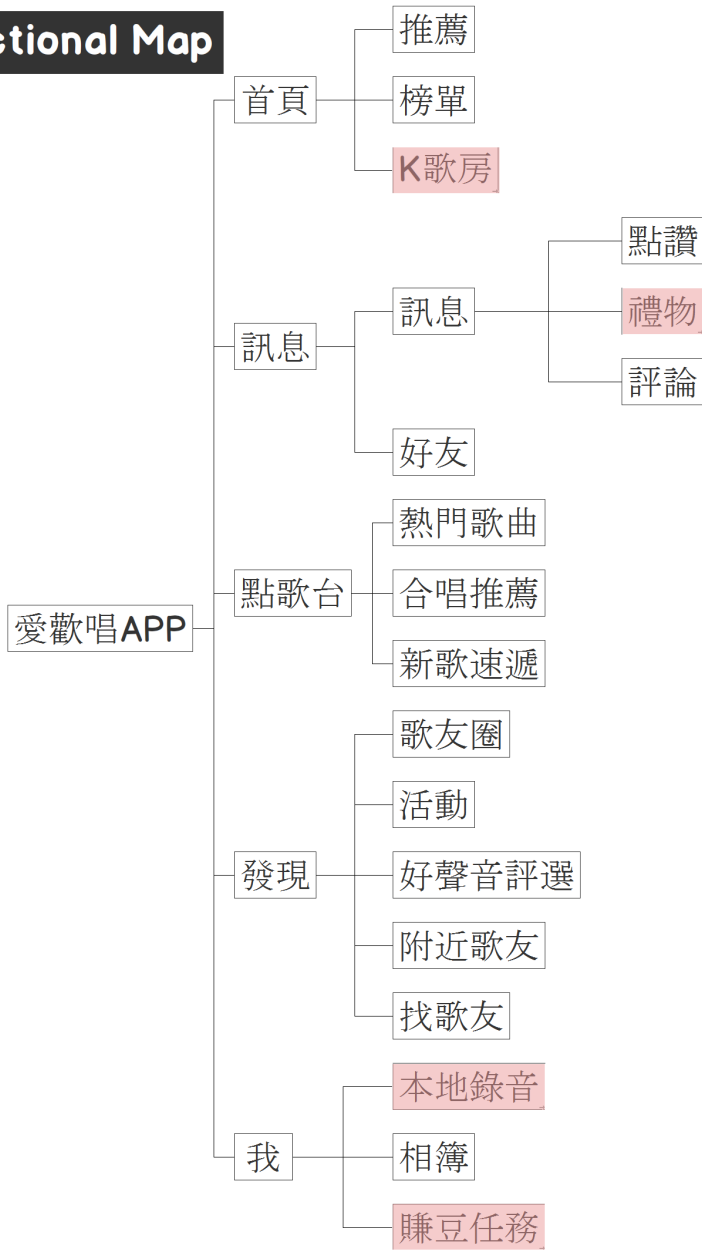 ctional Map
愛歡唱APP
首頁
推薦
榜單
K歌房
訊息
訊息
點讚
禮物
評論
好友
點歌台
熱門歌曲
合唱推薦
新歌速遞
發現
歌友圈
活動
好聲音評選
附近歌友
找歌友
我
本地錄音
相簿
賺豆任務